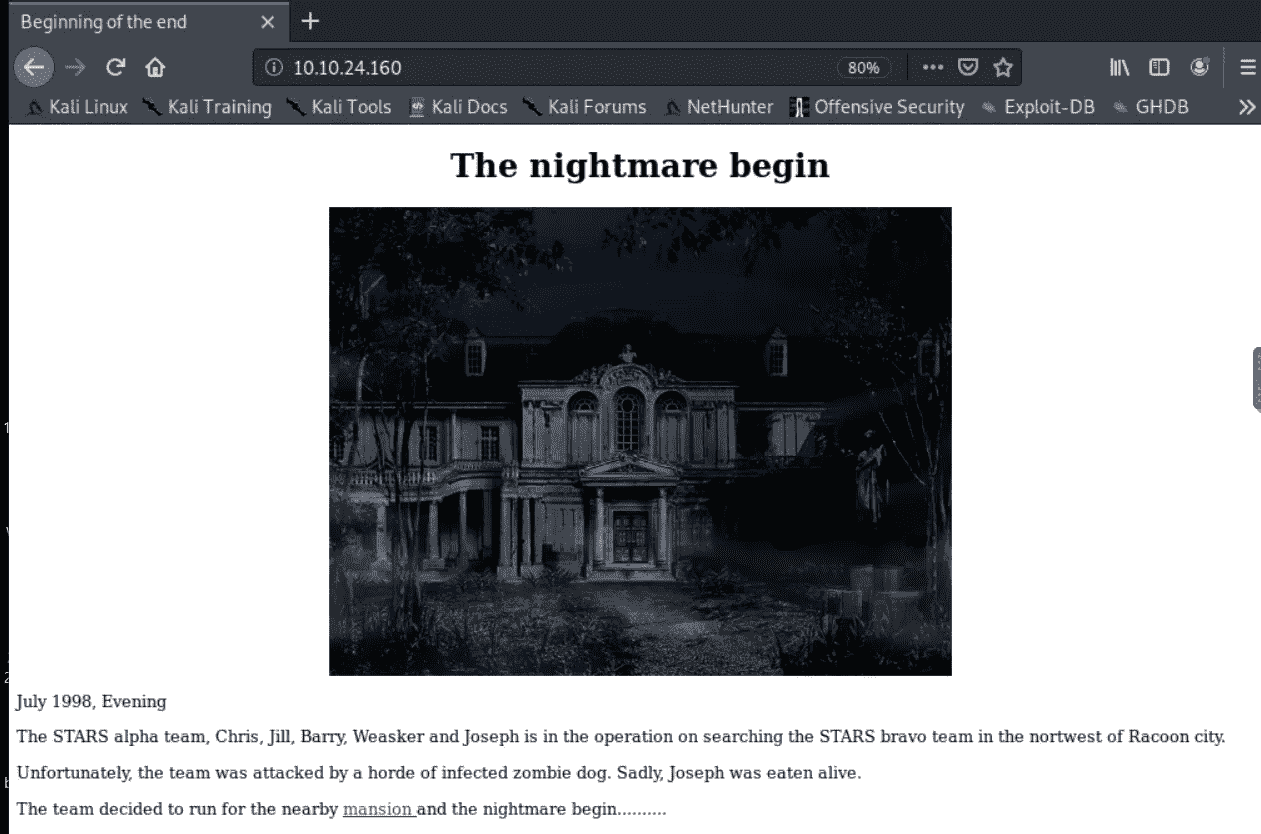 Beginning of the end
10.10.24.160
80%
Kali Linux Kali Training Kali Tools Kali Docs Kali Forums NetHunter Offensive Security Exploit-DB GHDB
The nightmare begin
July 1998, Evening
The STARS alpha team, Chris, Jill, Barry, Weasker and Joseph is in the operation on searching the STARS bravo team in the nortwest of Racoon city.
Unfortunately, the team was attacked by a horde of infected zombie dog. Sadly, Joseph was eaten alive.
The team decided to run for the nearby mansion and the nightmare begin..........